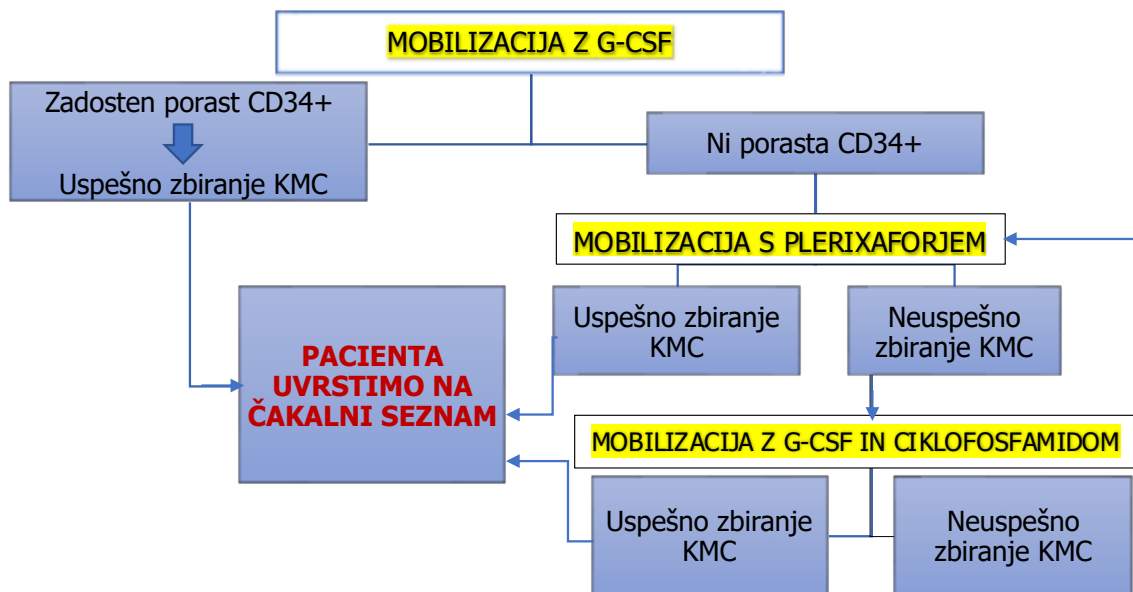 MOBILIZACIJA Z G-CSF
Zadosten porast CD34+
Uspešno zbiranje KMC
Ni porasta CD34+
MOBILIZACIJA S PLERIXAFORJEM
Uspešno zbiranje
KMC
Neuspešno
zbiranje KMC
PACIENTA
UVRSTIMO NA
ČAKALNI SEZNAM
MOBILIZACIJA Z G-CSF IN CIKLOFOSFAMIDOM
Uspešno zbiranje
KMC
Neuspešno
zbiranje KMC